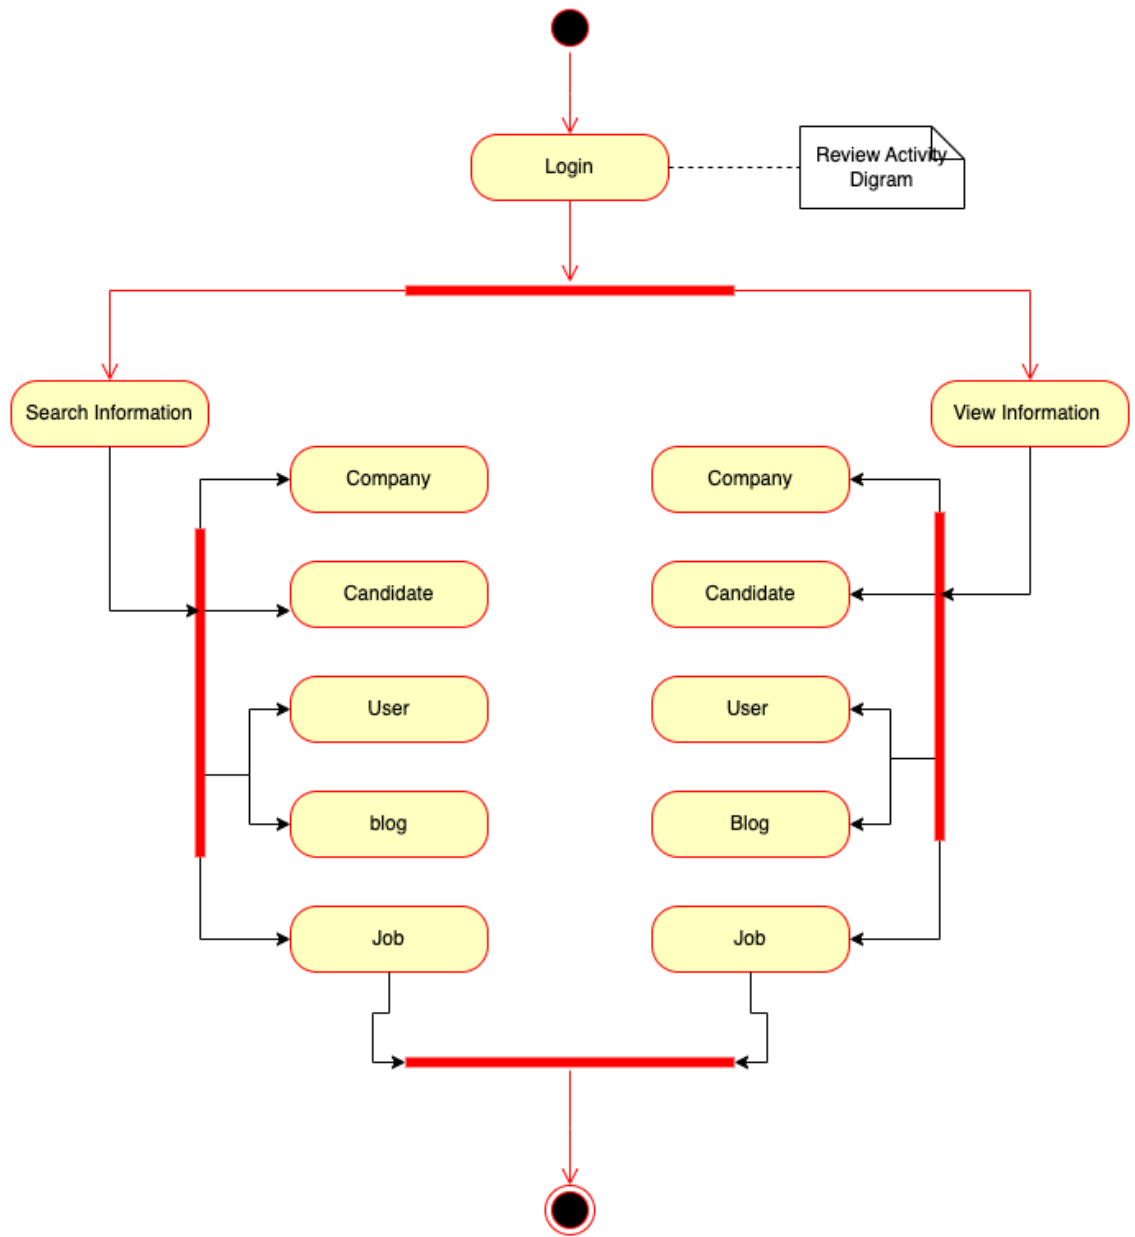 Login
Review Activity
Digram
Search Information
View Information
Company
Company
Candidate
Candidate
User
User
blog
Blog
Job
Job